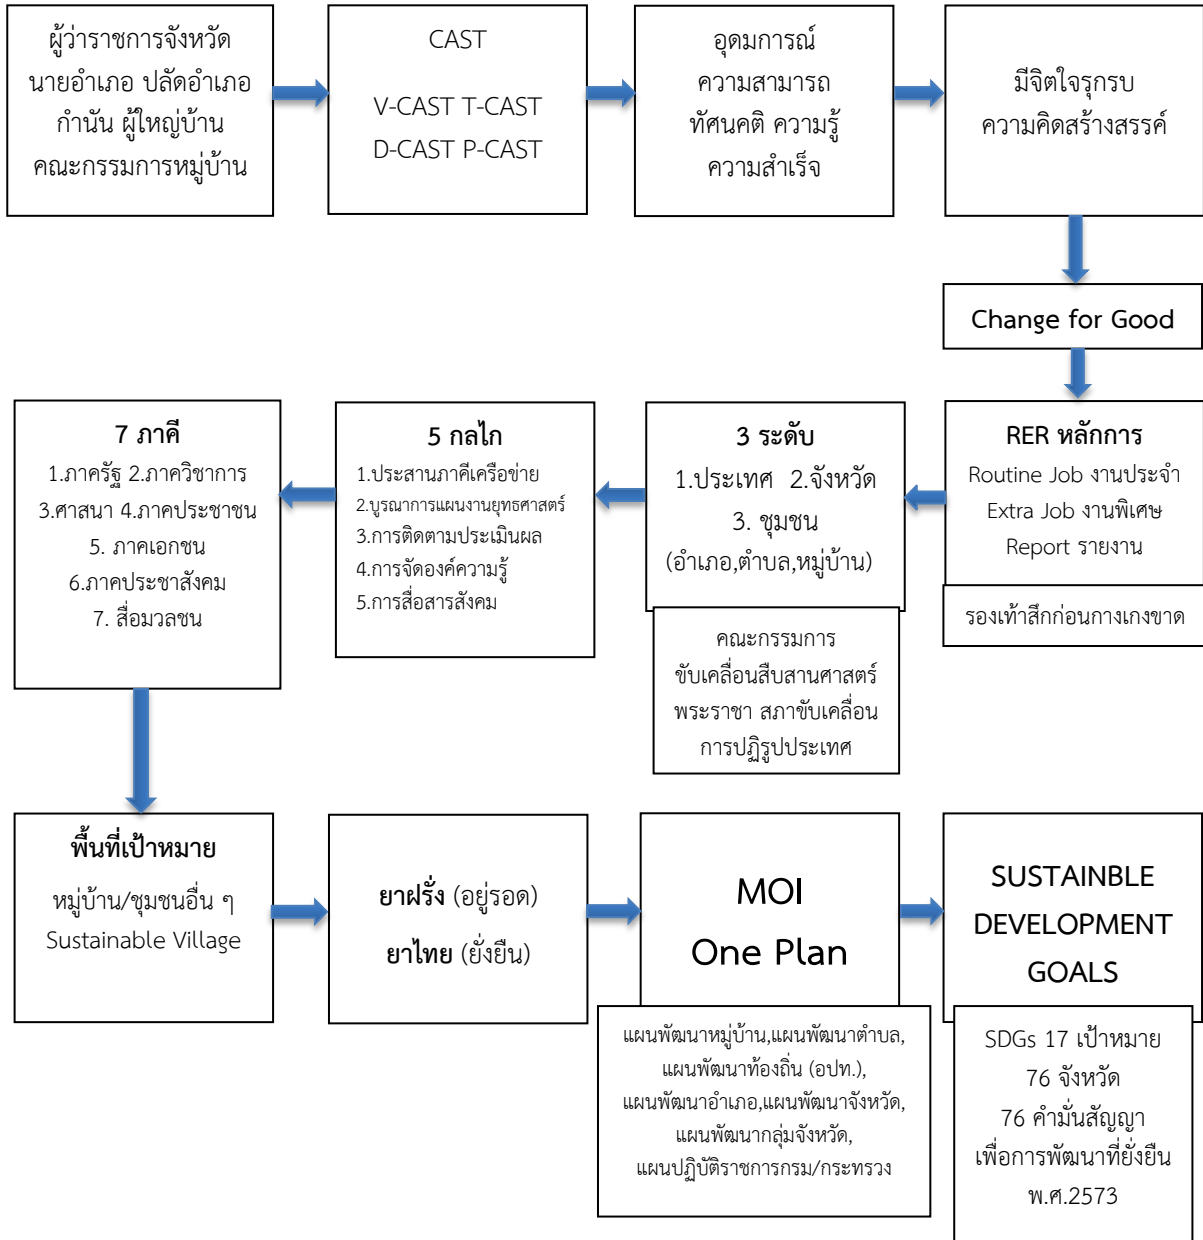 ผู้ว่าราชการจังหวัด
นายอำเภอ ปลัดอำเภอ
กำนัน ผู้ใหญ่บ้าน
คณะกรรมการหมู่บ้าน
CAST
V-CAST T-CAST
D-CAST P-CAST
อุดมการณ์
ความสามารถ
ทัศนคติ ความรู้
ความสำเร็จ
มีจิตใจรุกรบ
ความคิดสร้างสรรค์
Change for Good
RER หลักการ
Routine Job งานประจำ
Extra Job งานพิเศษ
Report รายงาน
รองเท้าสึกก่อนกางเกงขาด
3 ระดับ
1.ประเทศ 2.จังหวัด
3. ชุมชน
(อำเภอ,ตำบล,หมู่บ้าน)
คณะกรรมการ
ขับเคลื่อนสืบสานศาสตร์
พระราชา สภาขับเคลื่อน
การปฏิรูปประเทศ
5 กลไก
1.ประสานภาคีเครือข่าย
2.บูรณาการแผนงานยุทธศาสตร์
3.การติดตามประเมินผล
4.การจัดองค์ความรู้
5.การสื่อสารสังคม
7 ภาคี
1.ภาครัฐ 2.ภาควิชาการ
3.ศาสนา 4.ภาคประชาชน
5. ภาคเอกชน
6.ภาคประชาสังคม
7. สื่อมวลชน
พื้นที่เป้าหมาย
หมู่บ้าน/ชุมชนอื่น ๆ
Sustainable Village
ยาฝรั่ง (อยู่รอด)
ยาไทย (ยั่งยืน)
MOI
One Plan
แผนพัฒนาหมู่บ้าน,แผนพัฒนาตำบล,
แผนพัฒนาท้องถิ่น (อปท.),
แผนพัฒนาอำเภอ,แผนพัฒนาจังหวัด,
แผนพัฒนากลุ่มจังหวัด,
แผนปฏิบัติราชการกรม/กระทรวง
SUSTAINBLE
DEVELOPMENT
GOALS
SDGs 17 เป้าหมาย
76 จังหวัด
76 คำมั่นสัญญา
เพื่อการพัฒนาที่ยั่งยืน
พ.ศ.2573